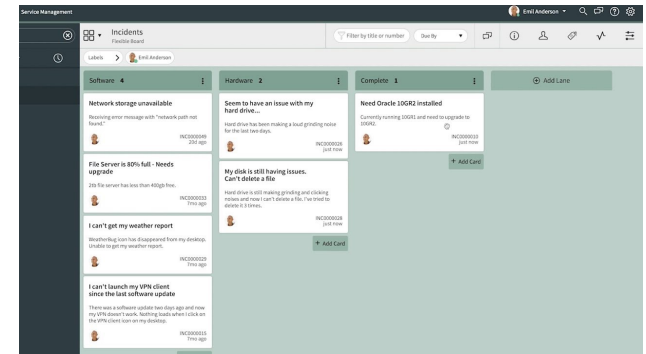 Service Management
Emil Anderson
Incidents
Flexible Board
Filter by title or number
Due By
Labels
Emil Anderson
Software 4
Network storage unavailable
Receiving error message with "network path not
found."
INC0000099
20d ago
File Server is 80% full - Needs
upgrade
2tb file server has less than 400gb free.
INC0000033
7mo ago
I can't get my weather report
WeatherBug icon has disappeared from my desktop.
Unable to get my weather report.
INC0000029
7mo ago
I can't launch my VPN client
since the last software update
There was a software update two days ago and now
my VPN doesn't work. Nothing loads when I click on
the VPN client icon on my desktop.
INC0000015
7mo ago
Hardware 2
Seem to have an issue with my
hard drive...
Hard drive has been making a loud grinding noise
for the last two days.
INC0000026
just now
My disk is still having issues.
Can't delete a file
Hard drive is still making grinding and clicking
noises and now I can't delete a file. I've tried to
delete it 3 times.
INC0000028
just now
+ Add Card
Complete 1
Need Oracle 10GR2 installed
Currently running 10GR1 and need to upgrade to
10GR2.
just now
+ Add Card
Add Lane